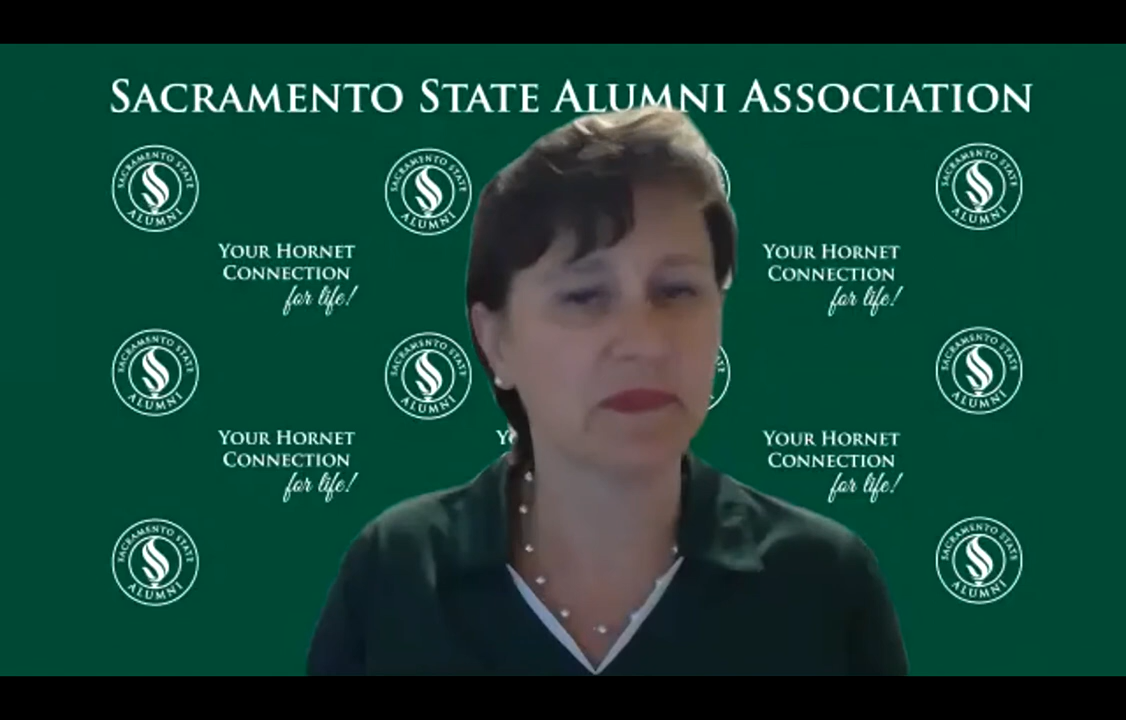 SACRAMENTO STATE ALUMNI ASSOCIATION
SACRAMENTO STATE
ALUMNI
SACRAMENTO STATE
ALUMNI
SACRAMENTO STATE
ALUMNI
YOUR HORNET
CONNECTION
for life!
YOUR HORNET
CONNECTION
for life!
SACRAMENTO STATE
ALUMNI
SACRAMENTO STATE
ALUMNI
SACRAMENTO STATE
ALUMNI
YOUR HORNET
CONNECTION
for life!
YOUR HORNET
CONNECTION
for life!
SACRAMENTO STATE
ALUMNI
SACRAMENTO STATE
ALUMNI